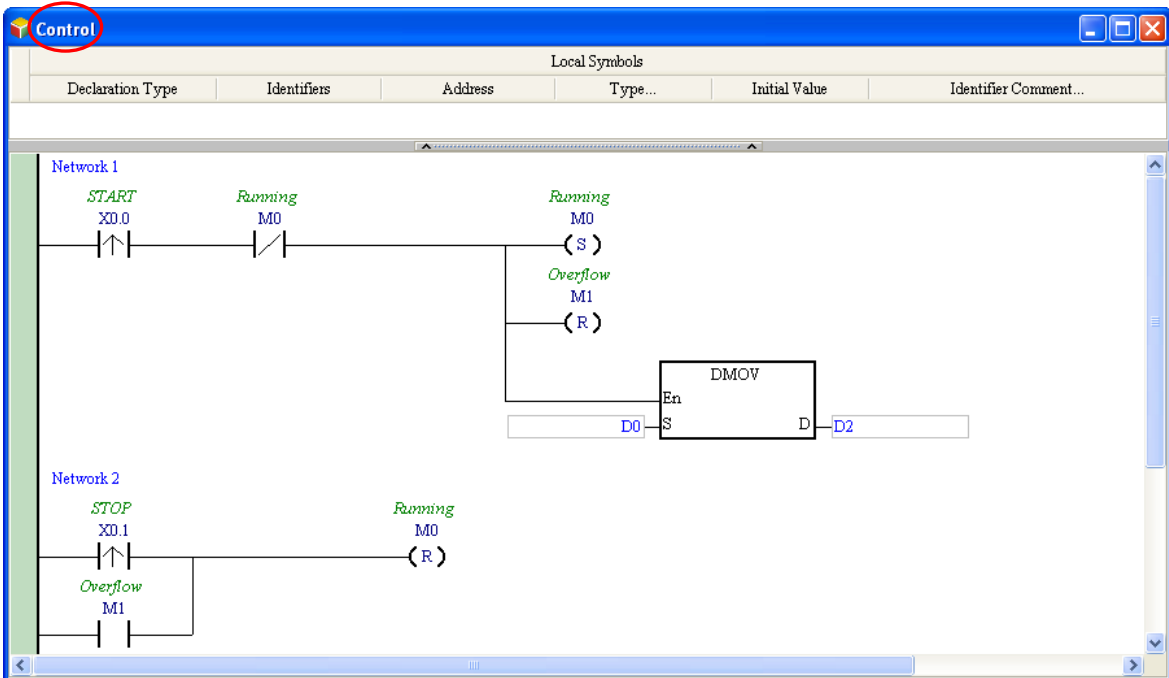 Control
Local Symbols
Declaration Type Identifiers Address Type... Initial Value Identifier Comment...
Network 1
START Running Running
X0.0 M0 M0
S
Overflow
M1
R
DMOV
En
D0 S D D2
Network 2
STOP Running
X0.1 M0
R
Overflow
M1